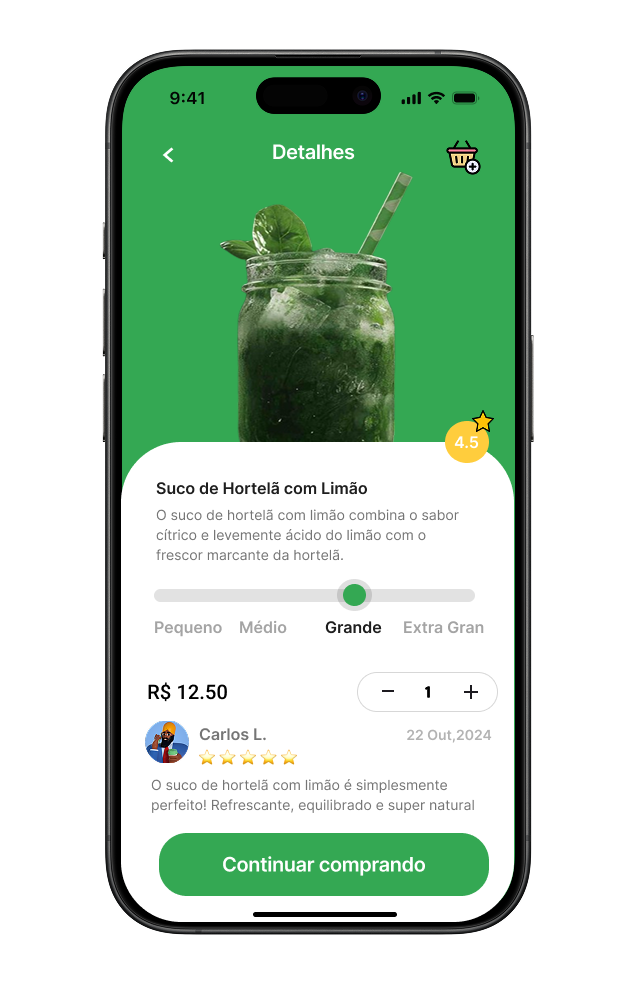 9:41
Detalhes
4.5
Suco de Hortelã com Limão
O suco de hortelã com limão combina o sabor
cítrico e levemente ácido do limão com o
frescor marcante da hortelã.
Pequeno Médio Grande Extra Gran
R$ 12.50 − 1 +
Carlos L. 22 Out,2024
O suco de hortelã com limão é simplesmente
perfeito! Refrescante, equilibrado e super natural
Continuar comprando